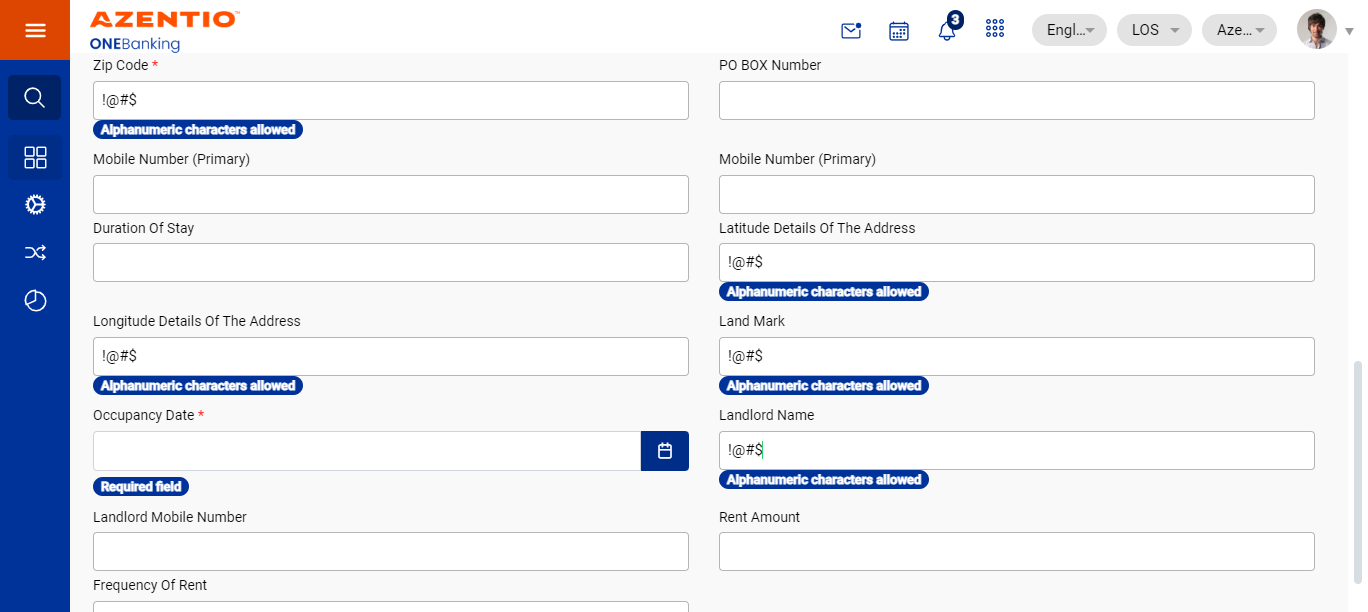 AZENTIO™
ONEBanking
3
Engl...
LOS
Aze...
Zip Code *
PO BOX Number
!@#$
Alphanumeric characters allowed
Mobile Number (Primary)
Mobile Number (Primary)
Duration Of Stay
Latitude Details Of The Address
!@#$
Alphanumeric characters allowed
Longitude Details Of The Address
Land Mark
!@#$
!@#$
Alphanumeric characters allowed
Alphanumeric characters allowed
Occupancy Date *
Landlord Name
!@#$
Required field
Alphanumeric characters allowed
Landlord Mobile Number
Rent Amount
Frequency Of Rent